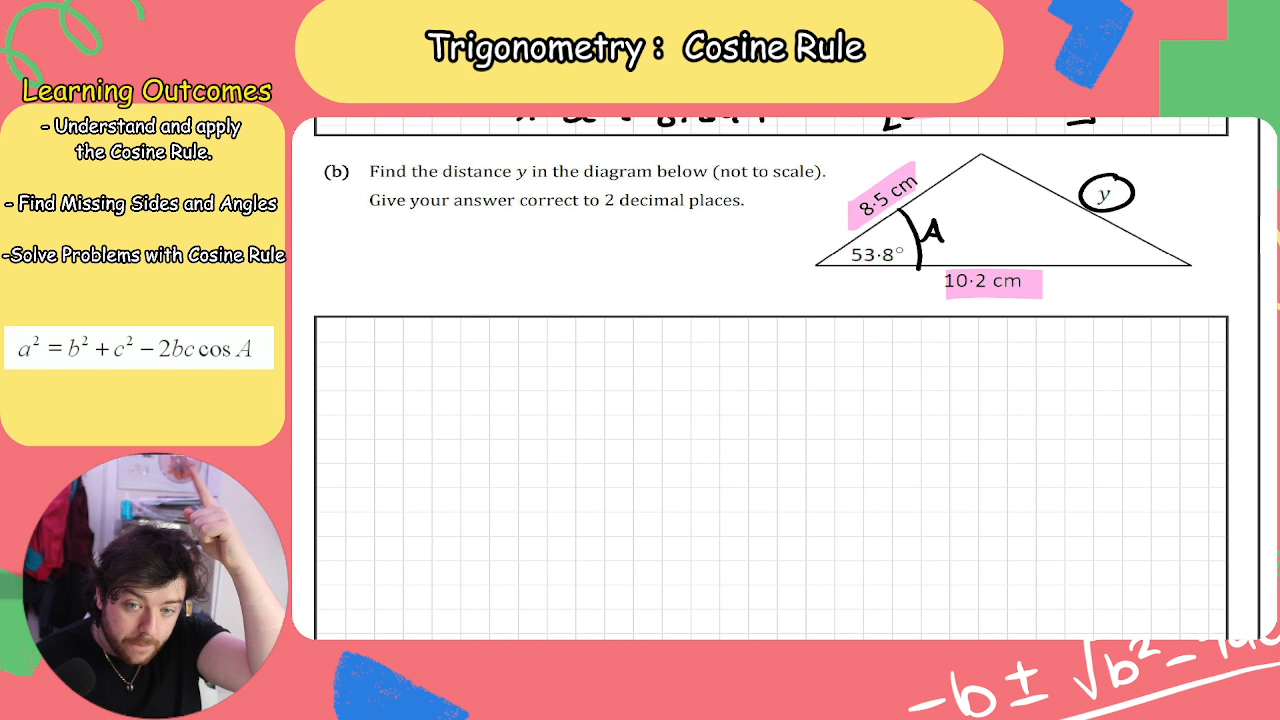 Trigonometry : Cosine Rule
Learning Outcomes
- Understand and apply
the Cosine Rule.
- Find Missing Sides and Angles
-Solve Problems with Cosine Rule
a² = b² + c² − 2bc cos A
(b) Find the distance y in the diagram below (not to scale).
Give your answer correct to 2 decimal places.
8·5 cm
y
A
53·8°
10·2 cm
-b ± √b² -